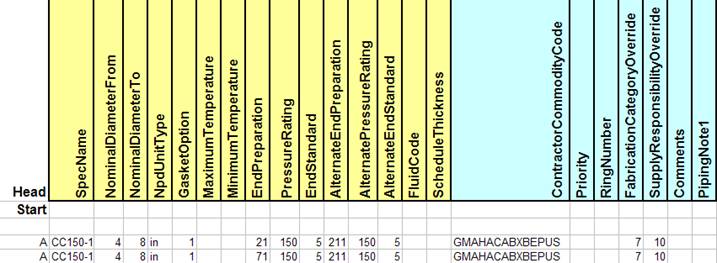 Head SpecName NominalDiameterFrom NominalDiameterTo NpdUnitType GasketOption MaximumTemperature MinimumTemperature EndPreparation PressureRating EndStandard AlternateEndPreparation AlternatePressureRating AlternateEndStandard FluidCode ScheduleThickness ContractorCommodityCode Priority RingNumber FabricationCategoryOverride SupplyResponsibilityOverride Comments PipingNote1
Start
A CC150-1 4 8 in 1 21 150 5 211 150 5 GMAHACABXBEPUS 7 10
A CC150-1 4 8 in 1 71 150 5 211 150 5 GMAHACABXBEPUS 7 10